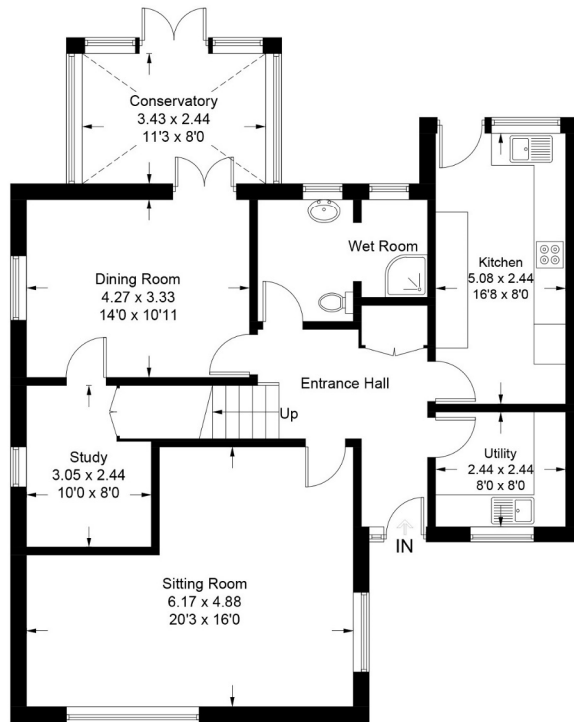 Conservatory
3.43 x 2.44
11'3 x 8'0
Wet Room
Kitchen
5.08 x 2.44
16'8 x 8'0
Dining Room
4.27 x 3.33
14'0 x 10'11
Entrance Hall
Up
Study
3.05 x 2.44
10'0 x 8'0
Utility
2.44 x 2.44
8'0 x 8'0
IN
Sitting Room
6.17 x 4.88
20'3 x 16'0